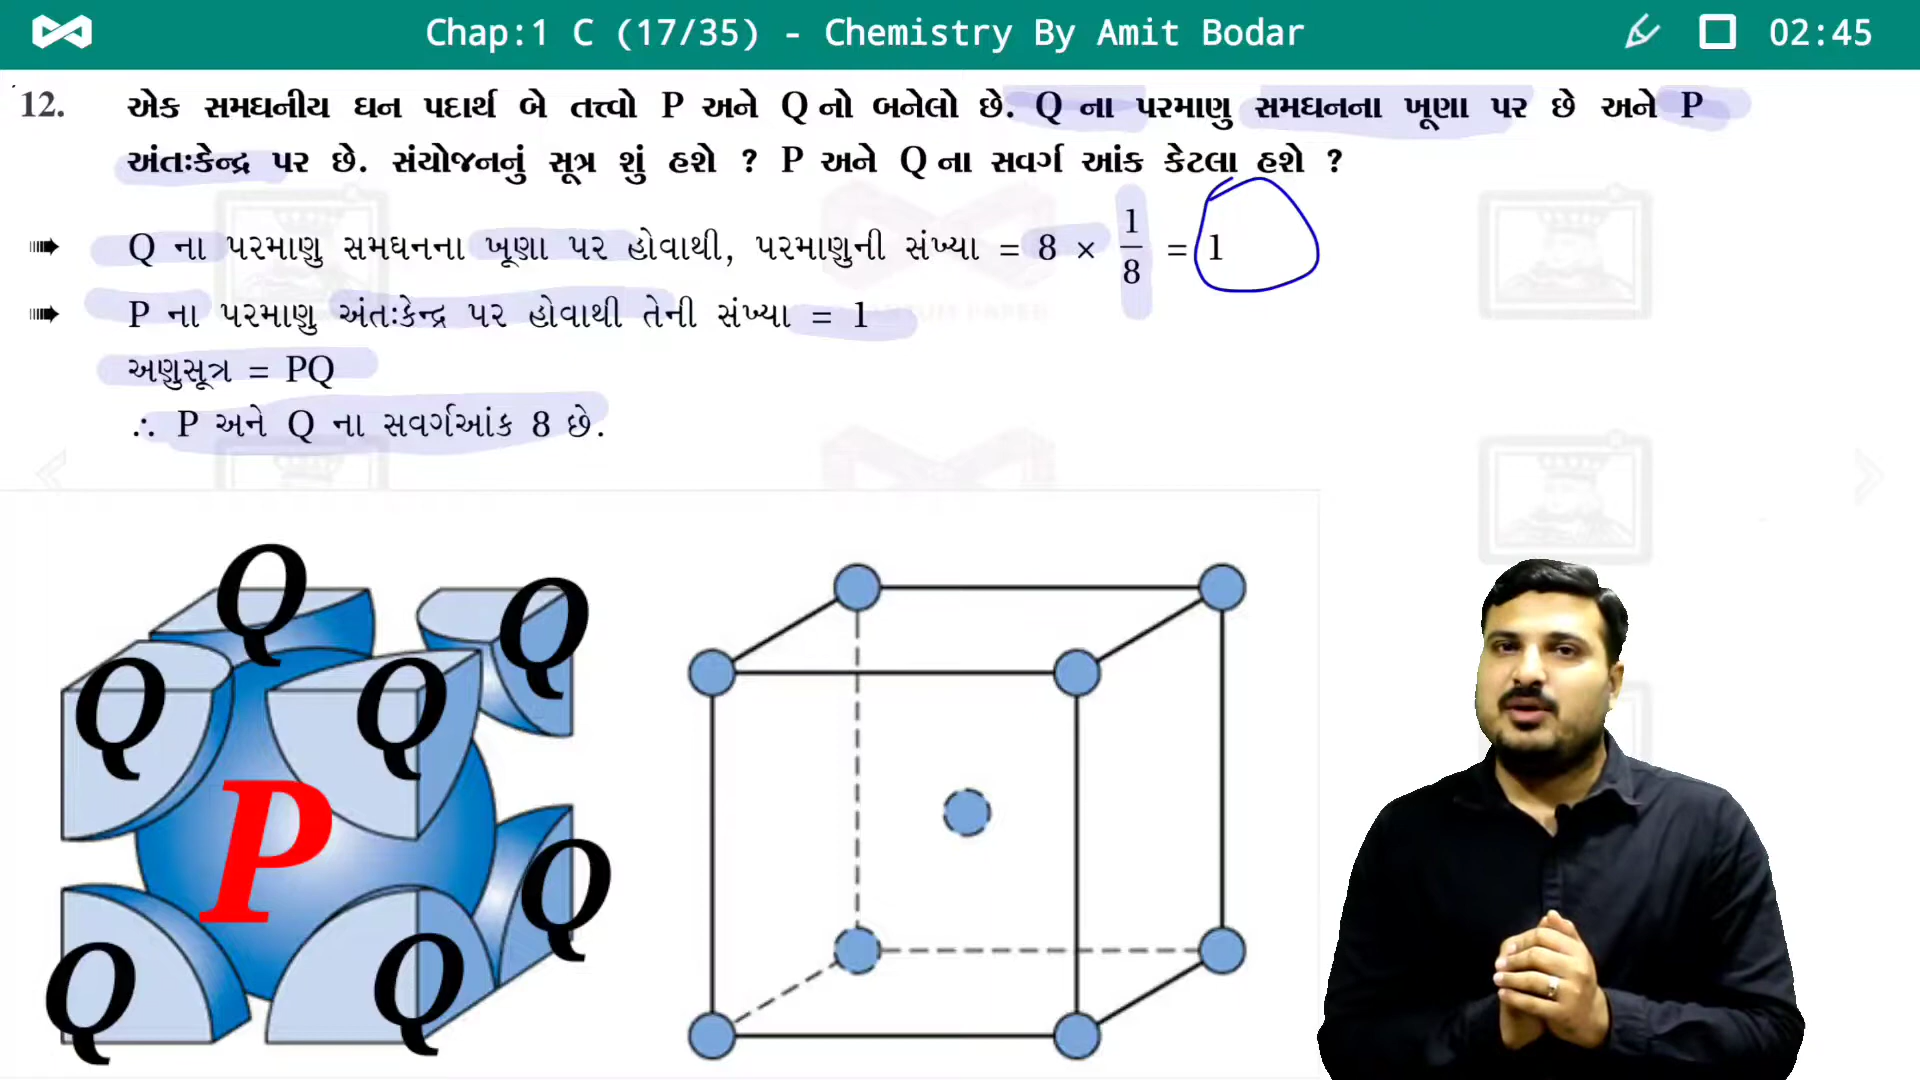 Chap:1 C (17/35) - Chemistry By Amit Bodar
02:45
12. એક સમઘનીય ઘન પદાર્થ બે તત્ત્વો P અને Q નો બનેલો છે. Q ના પરમાણુ સમઘનના ખૂણા પર છે અને P
અંતઃકેન્દ્ર પર છે. સંયોજનનું સૂત્ર શું હશે ? P અને Q ના સવર્ગ આંક કેટલા હશે ?
➠ Q ના પરમાણુ સમઘનના ખૂણા પર હોવાથી, પરમાણુની સંખ્યા = 8 × 1/8 = 1
➠ P ના પરમાણુ અંતઃકેન્દ્ર પર હોવાથી તેની સંખ્યા = 1
અણુસૂત્ર = PQ
∴ P અને Q ના સવર્ગઆંક 8 છે.
Q
Q
Q
Q
P
Q
Q
Q